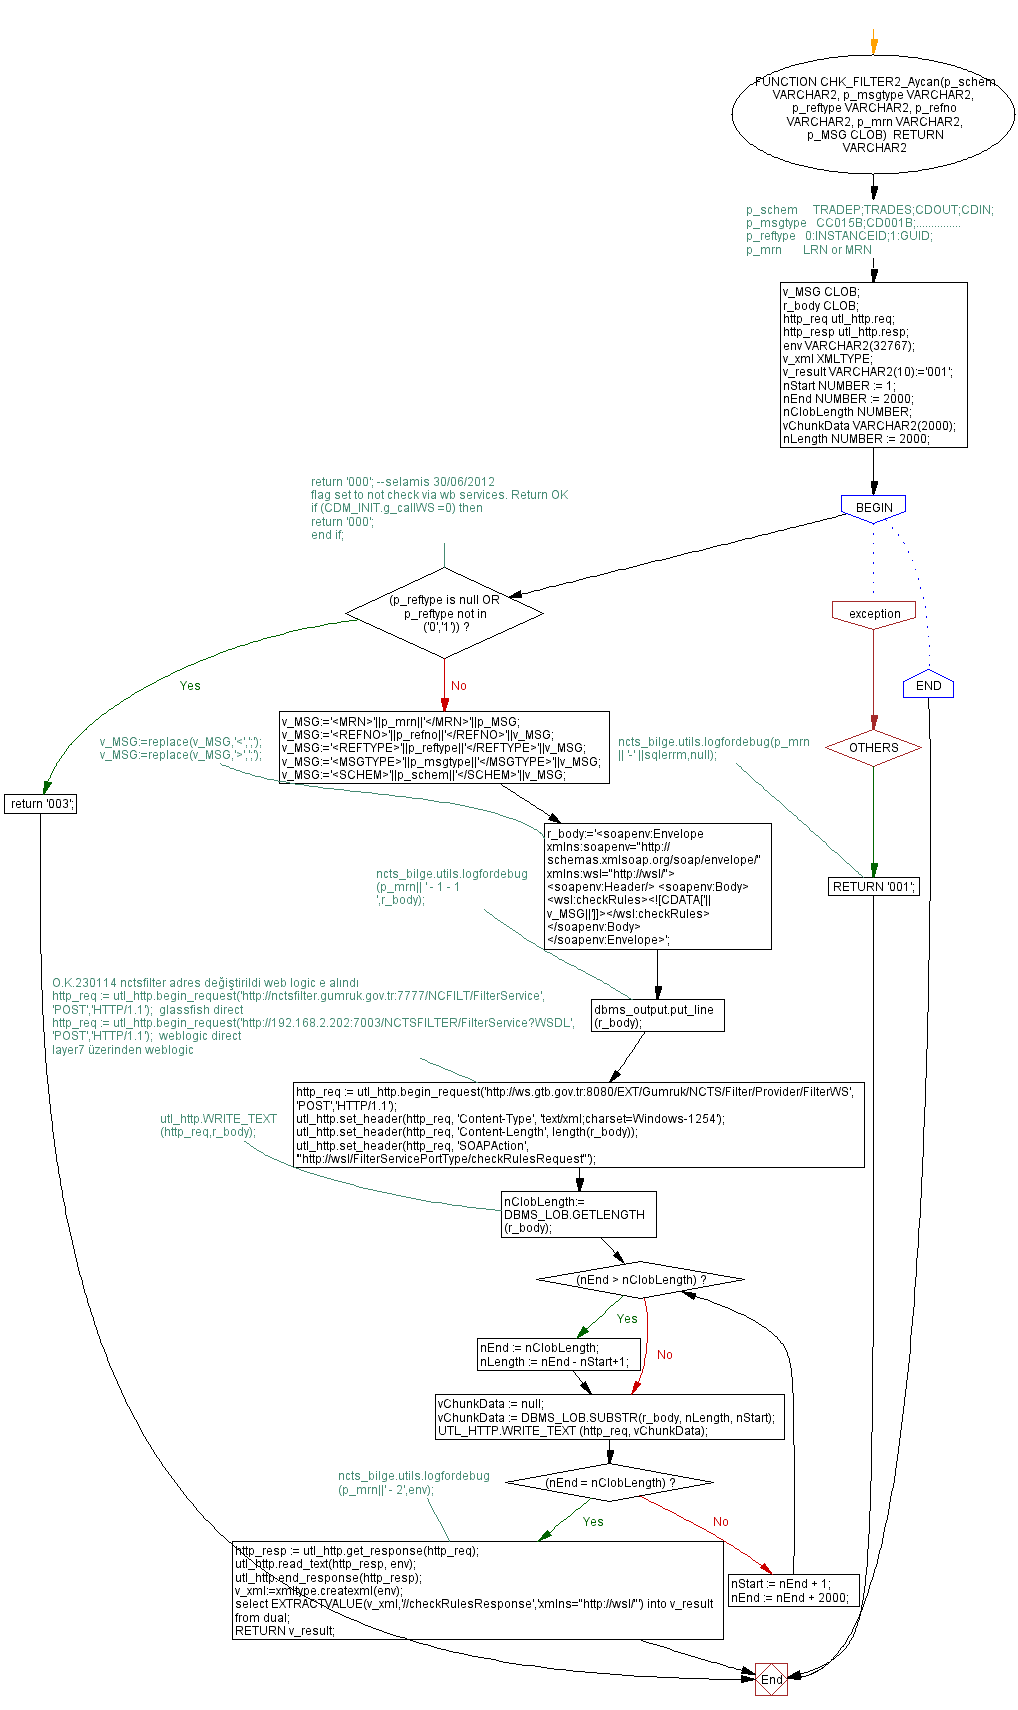 FUNCTION CHK_FILTER2_Aycan(p_schem
VARCHAR2, p_msgtype VARCHAR2,
p_reftype VARCHAR2, p_refno
VARCHAR2, p_mrn VARCHAR2,
p_MSG CLOB)  RETURN
VARCHAR2
p_schem     TRADEP;TRADES;CDOUT;CDIN;
p_msgtype   CC015B;CD001B;...............
p_reftype   0:INSTANCEID;1:GUID;
p_mrn       LRN or MRN
v_MSG CLOB;
r_body CLOB;
http_req utl_http.req;
http_resp utl_http.resp;
env VARCHAR2(32767);
v_xml XMLTYPE;
v_result VARCHAR2(10):='001';
nStart NUMBER := 1;
nEnd NUMBER := 2000;
nClobLength NUMBER;
vChunkData VARCHAR2(2000);
nLength NUMBER := 2000;
BEGIN
return '000'; --selamis 30/06/2012
flag set to not check via wb services. Return OK
if (CDM_INIT.g_callWS =0) then
return '000';
end if;
(p_reftype is null OR
p_reftype not in
('0','1')) ?
exception
END
Yes
No
v_MSG:='<MRN>'||p_mrn||'</MRN>'||p_MSG;
v_MSG:='<REFNO>'||p_refno||'</REFNO>'||v_MSG;
v_MSG:='<REFTYPE>'||p_reftype||'</REFTYPE>'||v_MSG;
v_MSG:='<MSGTYPE>'||p_msgtype||'</MSGTYPE>'||v_MSG;
v_MSG:='<SCHEM>'||p_schem||'</SCHEM>'||v_MSG;
v_MSG:=replace(v_MSG,'<',';');
v_MSG:=replace(v_MSG,'>',';');
ncts_bilge.utils.logfordebug(p_mrn
|| '-' ||sqlerrm,null);
OTHERS
return '003';
r_body:='<soapenv:Envelope
xmlns:soapenv="http://
schemas.xmlsoap.org/soap/envelope/"
xmlns:wsl="http://wsl/">
<soapenv:Header/> <soapenv:Body>
<wsl:checkRules><![CDATA['||
v_MSG||']]></wsl:checkRules>
</soapenv:Body>
</soapenv:Envelope>';
ncts_bilge.utils.logfordebug
(p_mrn|| ' - 1 - 1
',r_body);
RETURN '001';
O.K.230114 nctsfilter adres değiştirildi web logic e alındı
http_req := utl_http.begin_request('http://nctsfilter.gumruk.gov.tr:7777/NCFILT/FilterService',
'POST','HTTP/1.1');  glassfish direct
http_req := utl_http.begin_request('http://192.168.2.202:7003/NCTSFILTER/FilterService?WSDL',
'POST','HTTP/1.1');  weblogic direct
layer7 üzerinden weblogic
dbms_output.put_line
(r_body);
http_req := utl_http.begin_request('http://ws.gtb.gov.tr:8080/EXT/Gumruk/NCTS/Filter/Provider/FilterWS',
'POST','HTTP/1.1');
utl_http.set_header(http_req, 'Content-Type', 'text/xml;charset=Windows-1254');
utl_http.set_header(http_req, 'Content-Length', length(r_body));
utl_http.set_header(http_req, 'SOAPAction',
'"http://wsl/FilterServicePortType/checkRulesRequest"');
utl_http.WRITE_TEXT
(http_req,r_body);
nClobLength:=
DBMS_LOB.GETLENGTH
(r_body);
(nEnd > nClobLength) ?
Yes
No
nEnd := nClobLength;
nLength := nEnd - nStart+1;
vChunkData := null;
vChunkData := DBMS_LOB.SUBSTR(r_body, nLength, nStart);
UTL_HTTP.WRITE_TEXT (http_req, vChunkData);
ncts_bilge.utils.logfordebug
(p_mrn||' - 2',env);
(nEnd = nClobLength) ?
Yes
No
http_resp := utl_http.get_response(http_req);
utl_http.read_text(http_resp, env);
utl_http.end_response(http_resp);
v_xml:=xmltype.createxml(env);
select EXTRACTVALUE(v_xml,'//checkRulesResponse','xmlns="http://wsl/"') into v_result
from dual;
RETURN v_result;
nStart := nEnd + 1;
nEnd := nEnd + 2000;
End